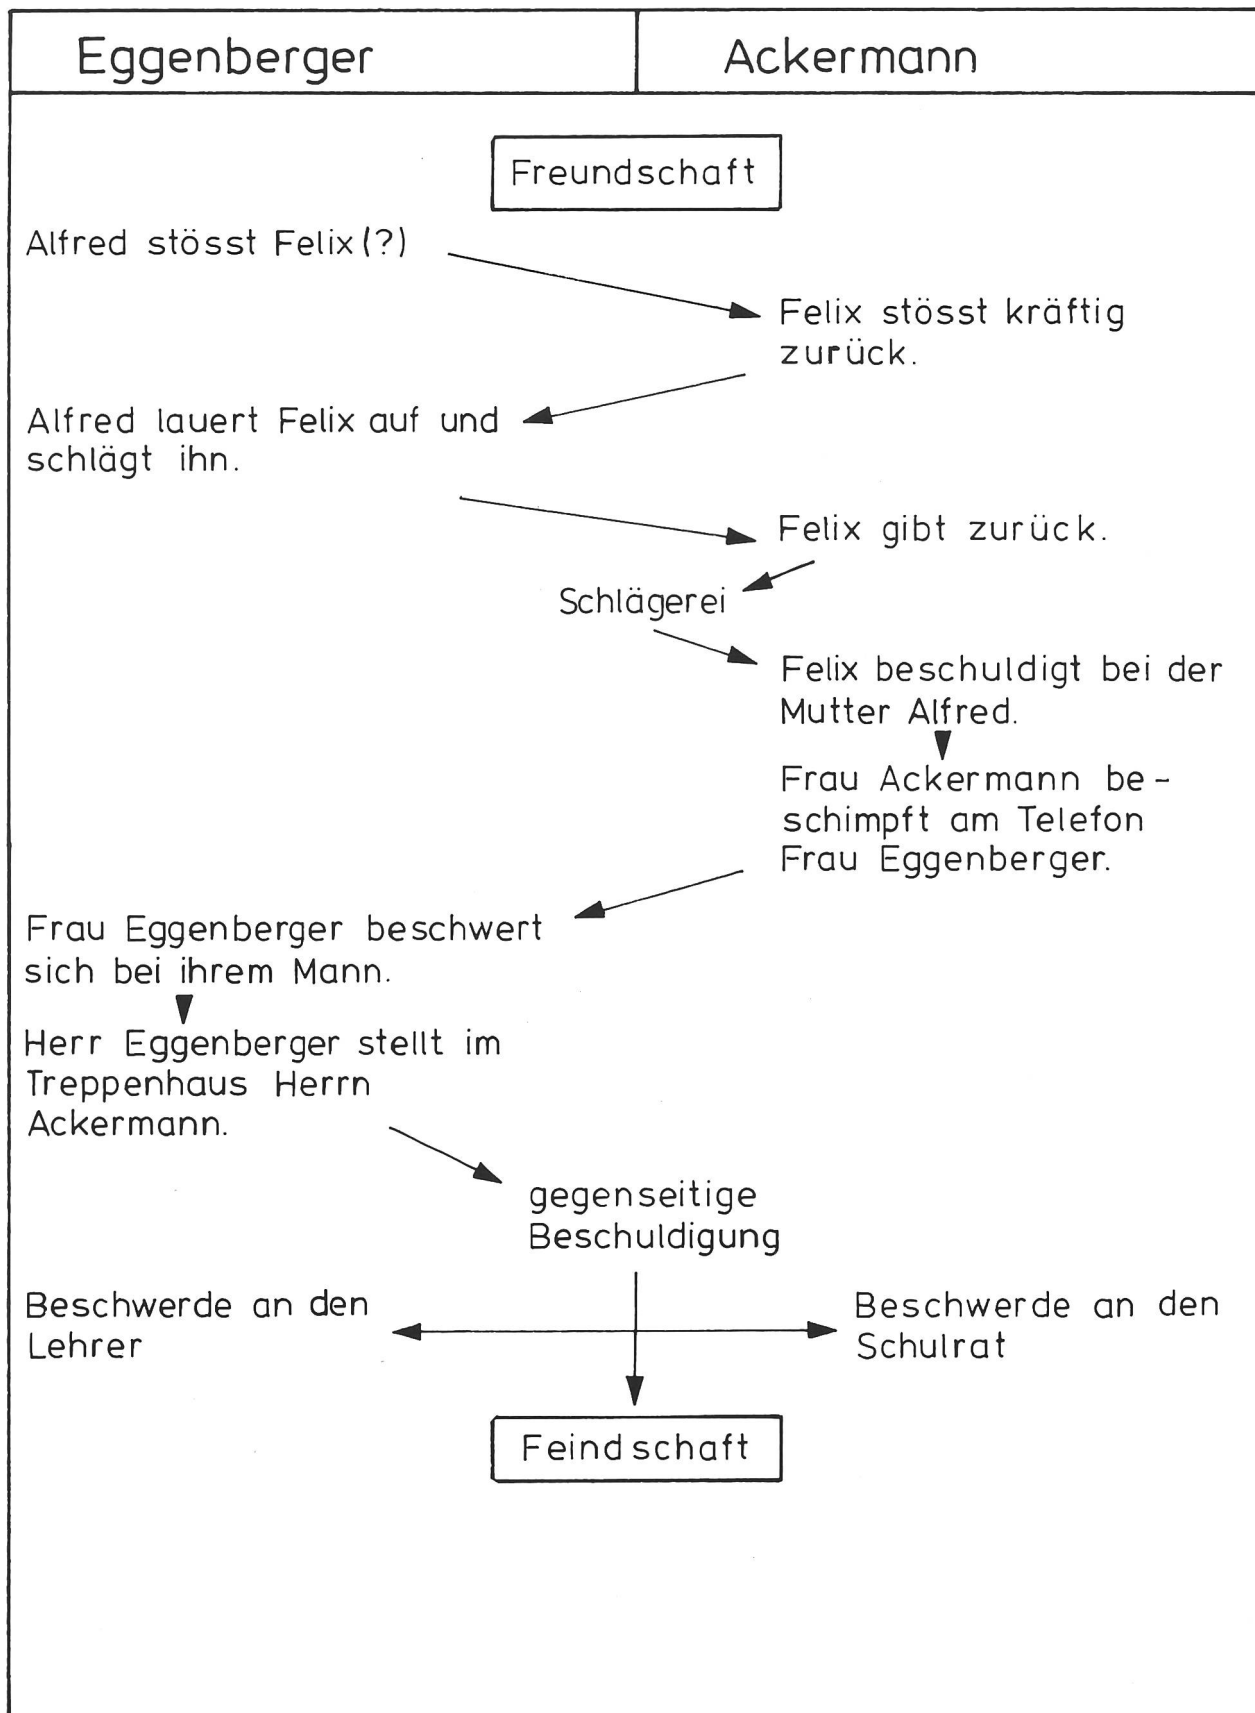 Eggenberger
Ackermann
Freundschaft
Alfred stösst Felix (?)
Felix stösst kräftig
zurück.
Alfred lauert Felix auf und
schlägt ihn.
Felix gibt zurück.
Schlägerei
Felix beschuldigt bei der
Mutter Alfred.
Frau Ackermann be-
schimpft am Telefon
Frau Eggenberger.
Frau Eggenberger beschwert
sich bei ihrem Mann.
Herr Eggenberger stellt im
Treppenhaus Herrn
Ackermann.
gegenseitige
Beschuldigung
Beschwerde an den
Lehrer
Beschwerde an den
Schulrat
Feindschaft